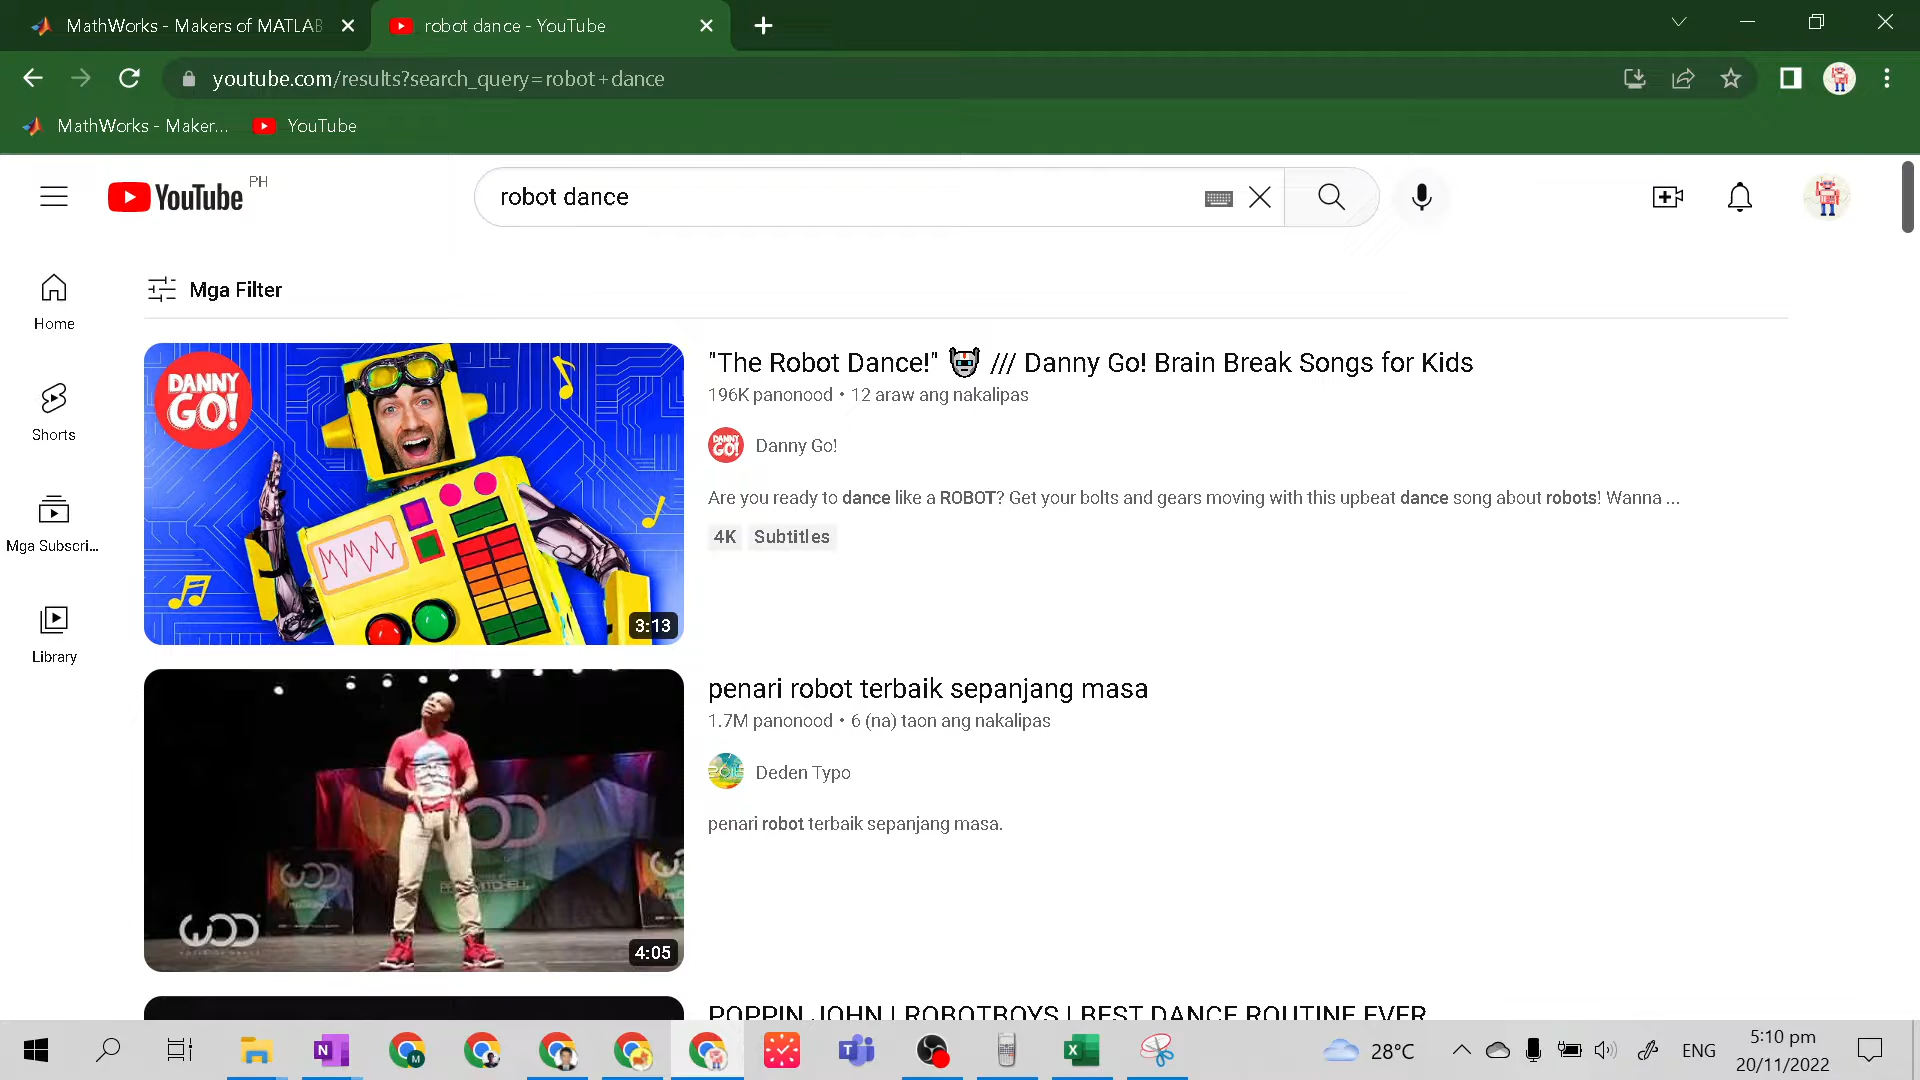 MathWorks - Makers of MATLAB
robot dance - YouTube
youtube.com/results?search_query=robot+dance
MathWorks - Maker...
YouTube
YouTube PH
robot dance
Home
Shorts
Mga Subscri...
Library
Mga Filter
DANNY
GO!
3:13
"The Robot Dance!" /// Danny Go! Brain Break Songs for Kids
196K panonood • 12 araw ang nakalipas
DANNY
GO!
Danny Go!
Are you ready to dance like a ROBOT? Get your bolts and gears moving with this upbeat dance song about robots! Wanna ...
4K Subtitles
WOD
4:05
penari robot terbaik sepanjang masa
1.7M panonood • 6 (na) taon ang nakalipas
Deden Typo
penari robot terbaik sepanjang masa.
POPPIN JOHN | ROBOTBOYS | BEST DANCE ROUTINE EVER
28°C
ENG
5:10 pm
20/11/2022